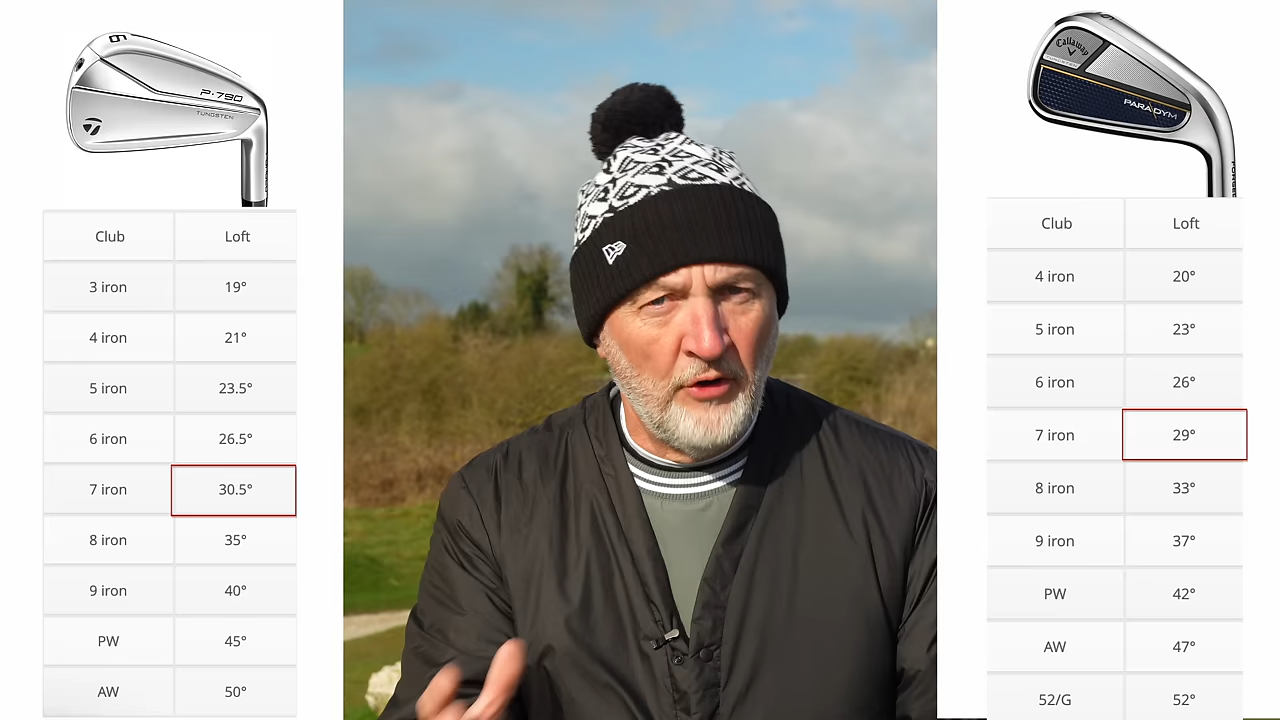 6
P·790
TUNGSTEN
Club Loft
3 iron 19°
4 iron 21°
5 iron 23.5°
6 iron 26.5°
7 iron 30.5°
8 iron 35°
9 iron 40°
PW 45°
AW 50°
Callaway
PARADYM
FORGED
Club Loft
4 iron 20°
5 iron 23°
6 iron 26°
7 iron 29°
8 iron 33°
9 iron 37°
PW 42°
AW 47°
52/G 52°